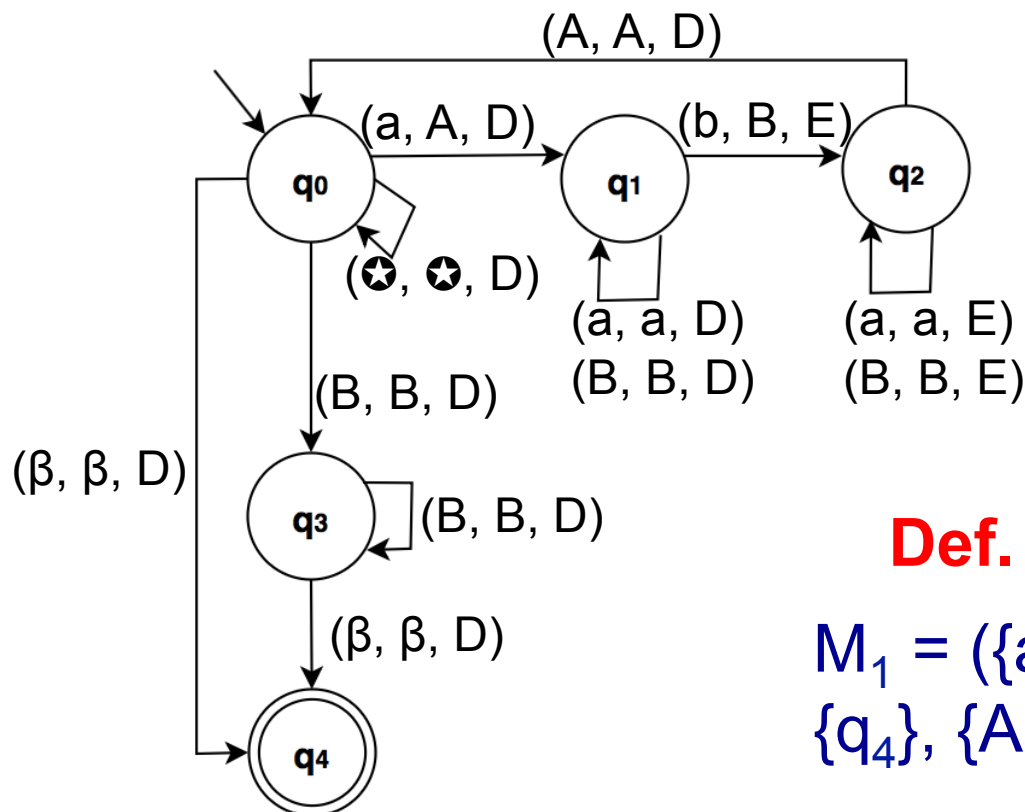 (A, A, D)
(a, A, D)
(b, B, E)
q0
q1
q2
(✪, ✪, D)
(a, a, D)
(B, B, D)
(a, a, E)
(B, B, E)
(B, B, D)
(β, β, D)
q3
(B, B, D)
Def.
(β, β, D)
M₁ = ({a
{q₄}, {A
q4